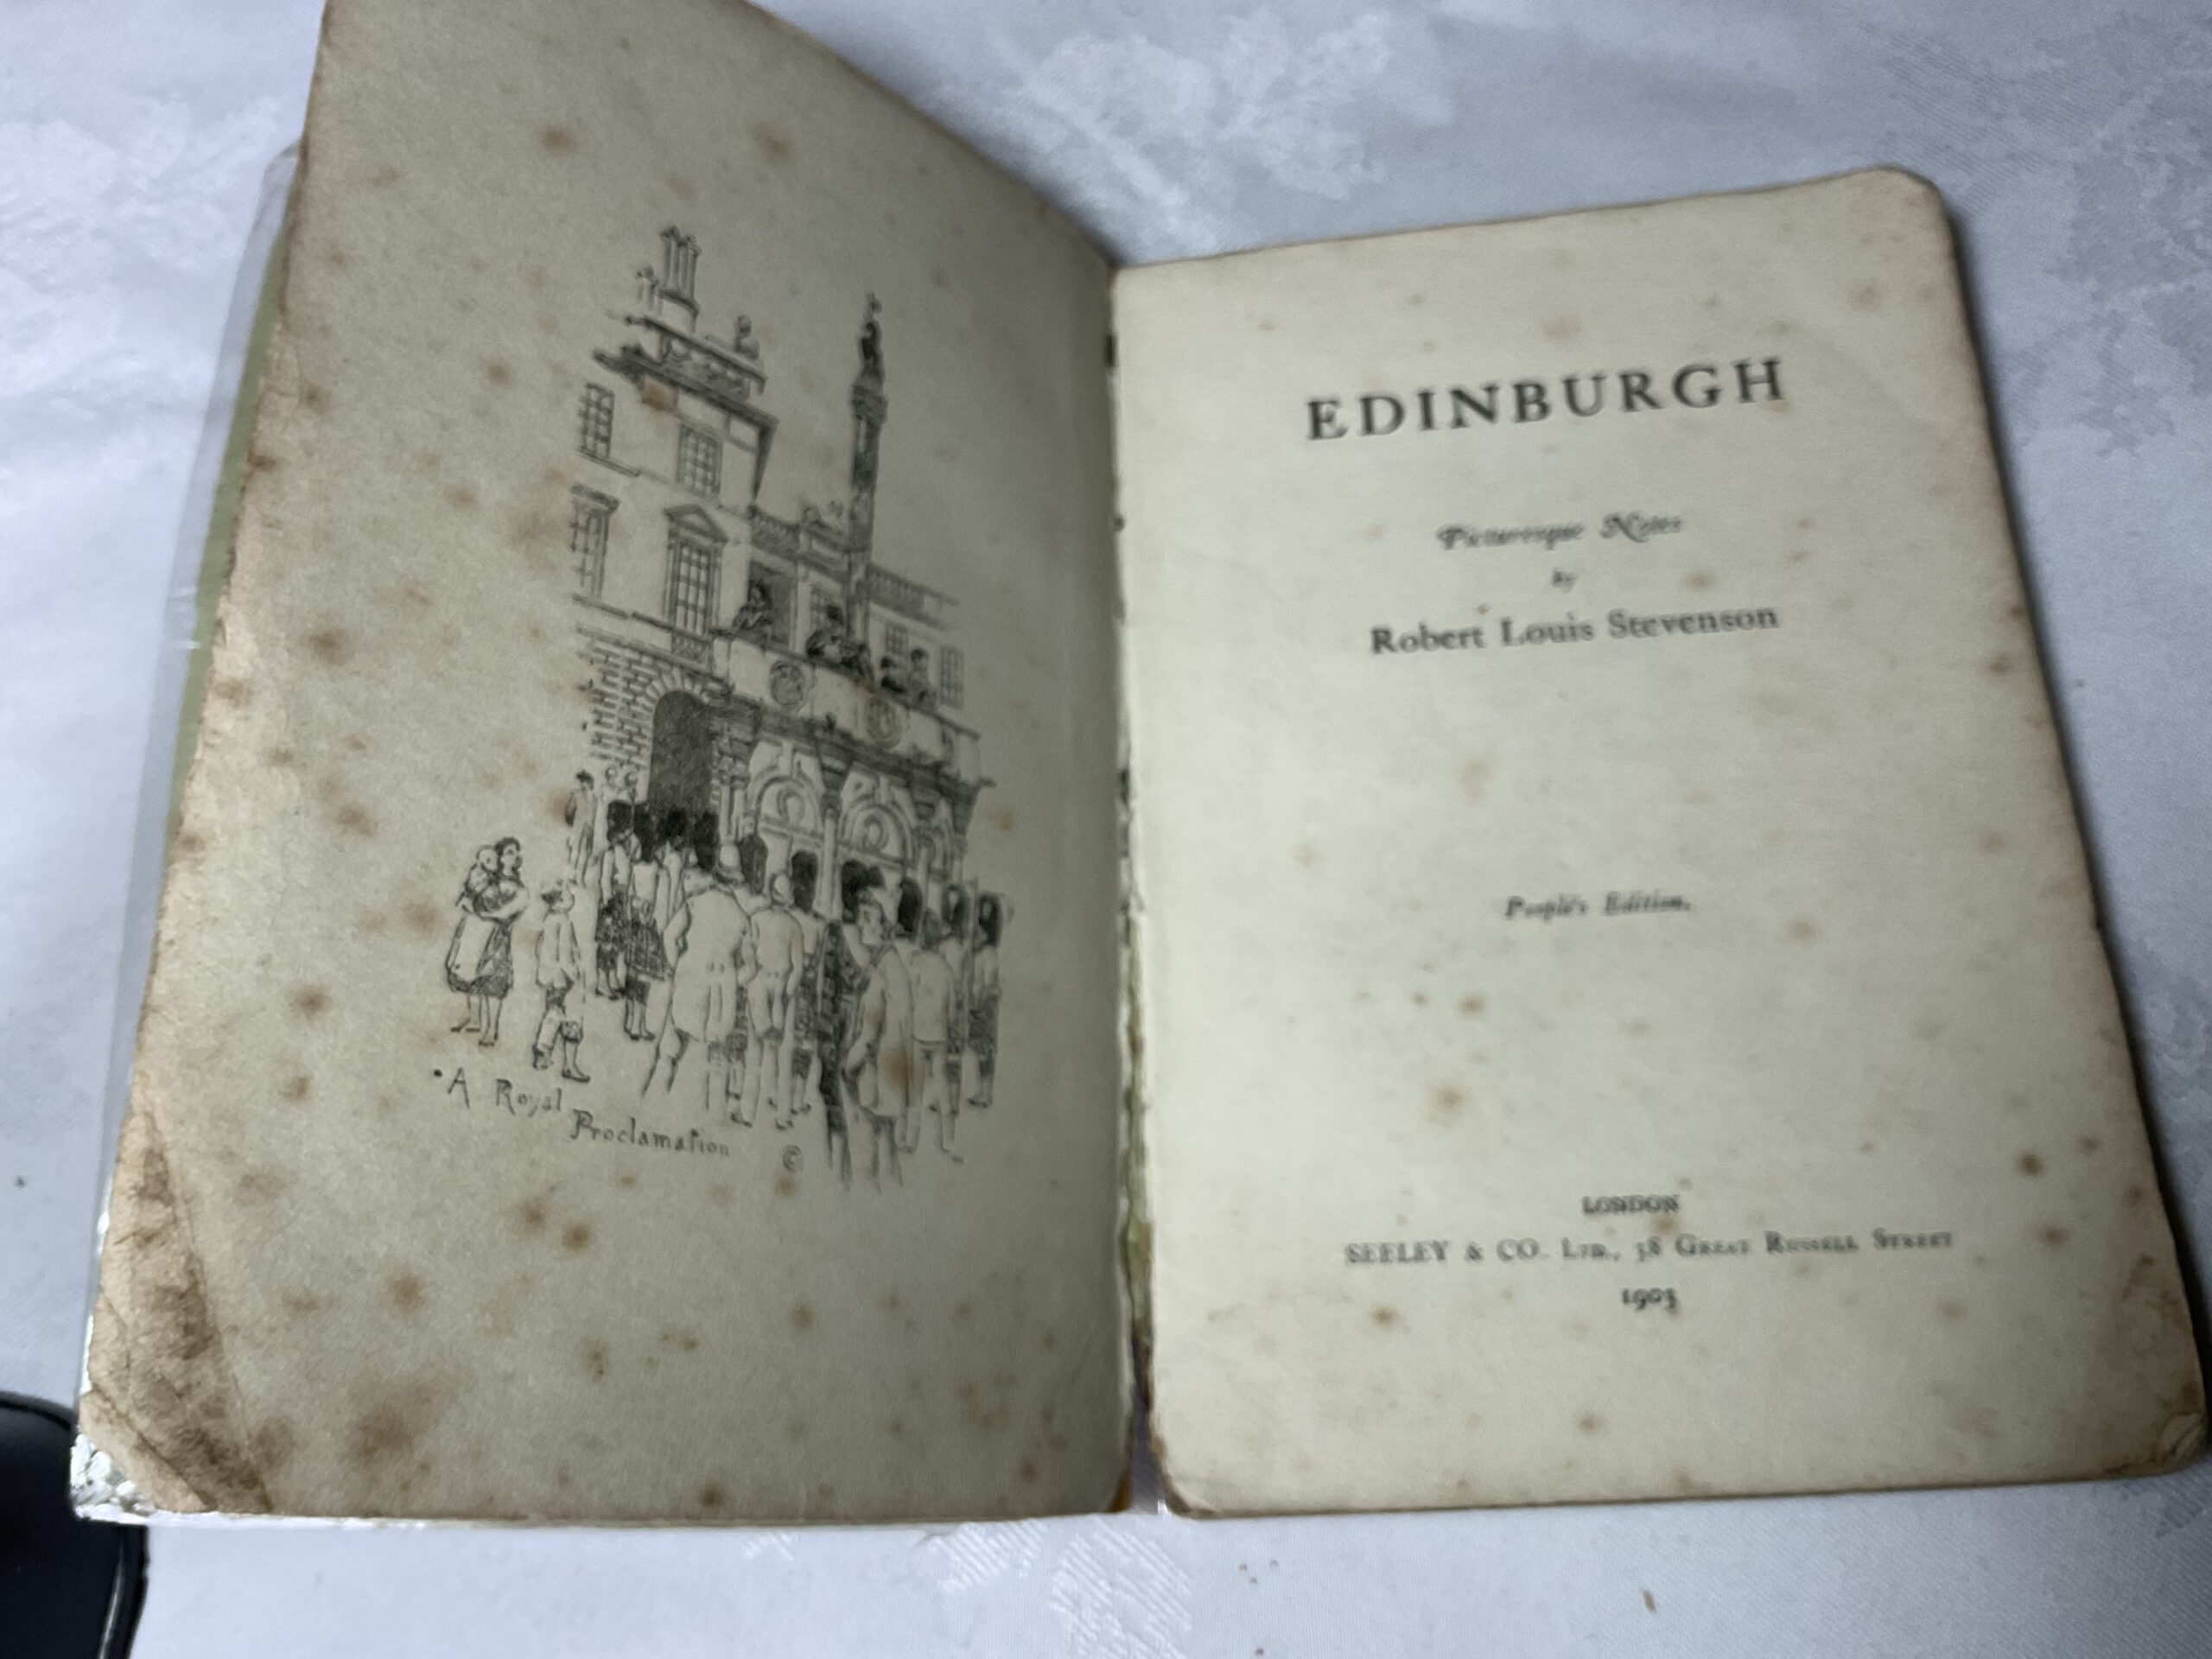 • A Royal
Proclamation
EDINBURGH
Picturesque Notes
by
Robert Louis Stevenson
People's Edition.
LONDON
SEELEY & CO. LTD., 38 GREAT RUSSELL STREET
1903